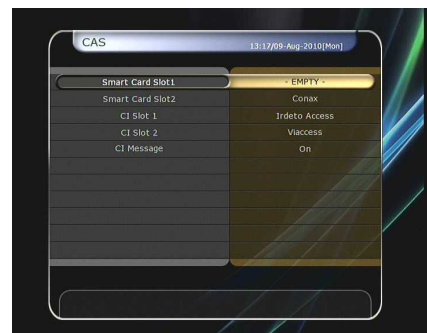 CAS 13:17/09-Aug-2010[Mon]
Smart Card Slot1 - EMPTY -
Smart Card Slot2 Conax
CI Slot 1 Irdeto Access
CI Slot 2 Viaccess
CI Message On